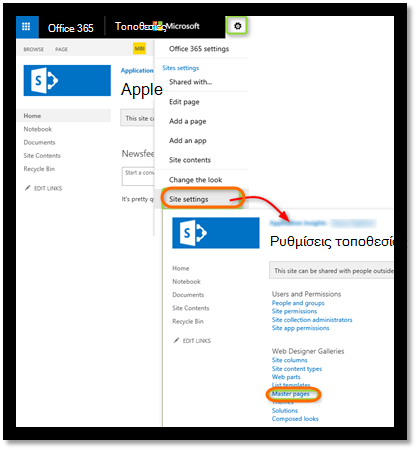 Office 365
Τοποθεσίες
Microsoft
BROWSE
PAGE
Office 365 settings
Sites settings
Shared with...
Edit page
Add a page
Add an app
Site contents
Change the look
Site settings
Application
Apple
This site ca
Home
Notebook
Documents
Site Contents
Recycle Bin
EDIT LINKS
Newsfee
Start a conv
It's pretty q
Application Insights
Ρυθμίσεις τοποθεσία
This site can be shared with people outside
Home
Notebook
Documents
Site Contents
Recycle Bin
EDIT LINKS
Users and Permissions
People and groups
Site permissions
Site collection administrators
Site app permissions
Web Designer Galleries
Site columns
Site content types
Web parts
List templates
Master pages
Themes
Solutions
Composed looks